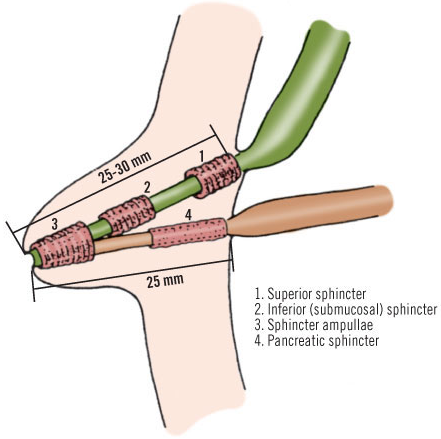 25-30 mm
1
2
3
4
25 mm
1. Superior sphincter
2. Inferior (submucosal) sphincter
3. Sphincter ampullae
4. Pancreatic sphincter